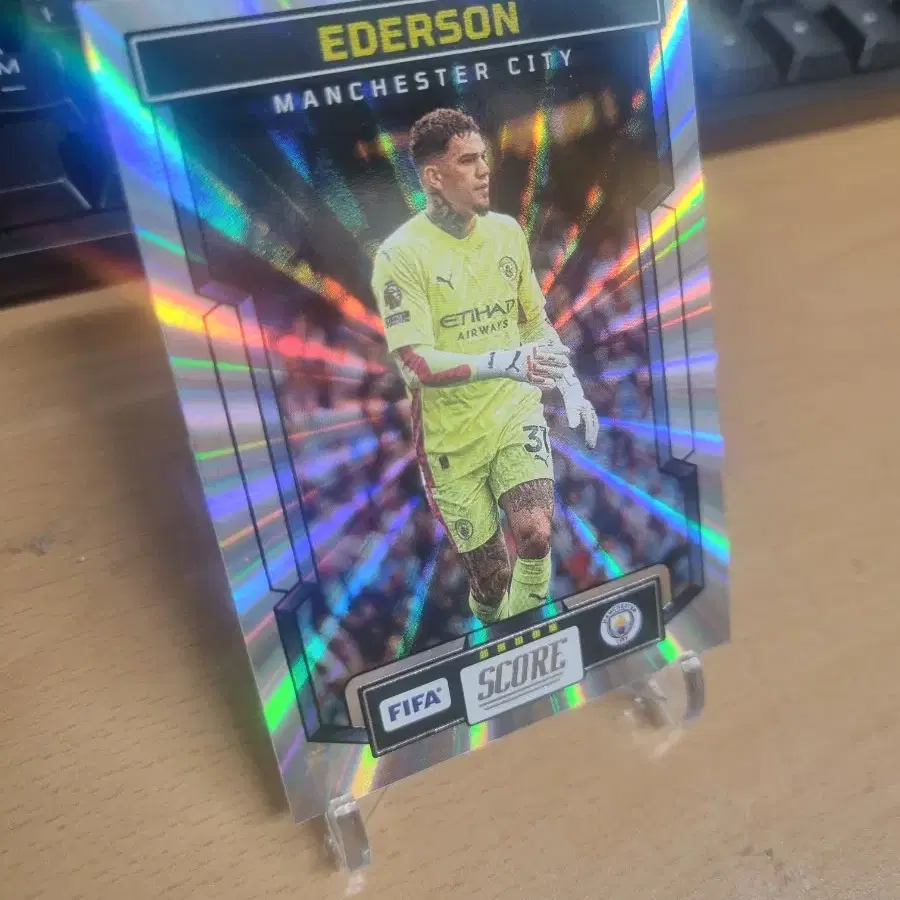 EDERSON
MANCHESTER CITY
ETIHAD
AIRWAYS
31
FIFA
SCORE
M